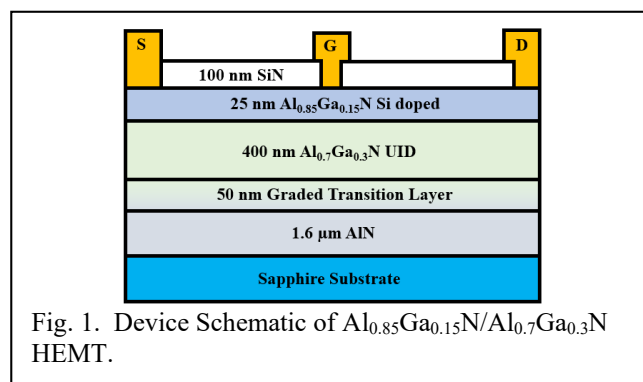 S G D
100 nm SiN
25 nm Al₀.₈₅Ga₀.₁₅N Si doped
400 nm Al₀.₇Ga₀.₃N UID
50 nm Graded Transition Layer
1.6 µm AlN
Sapphire Substrate
Fig. 1. Device Schematic of Al₀.₈₅Ga₀.₁₅N/Al₀.₇Ga₀.₃N
HEMT.